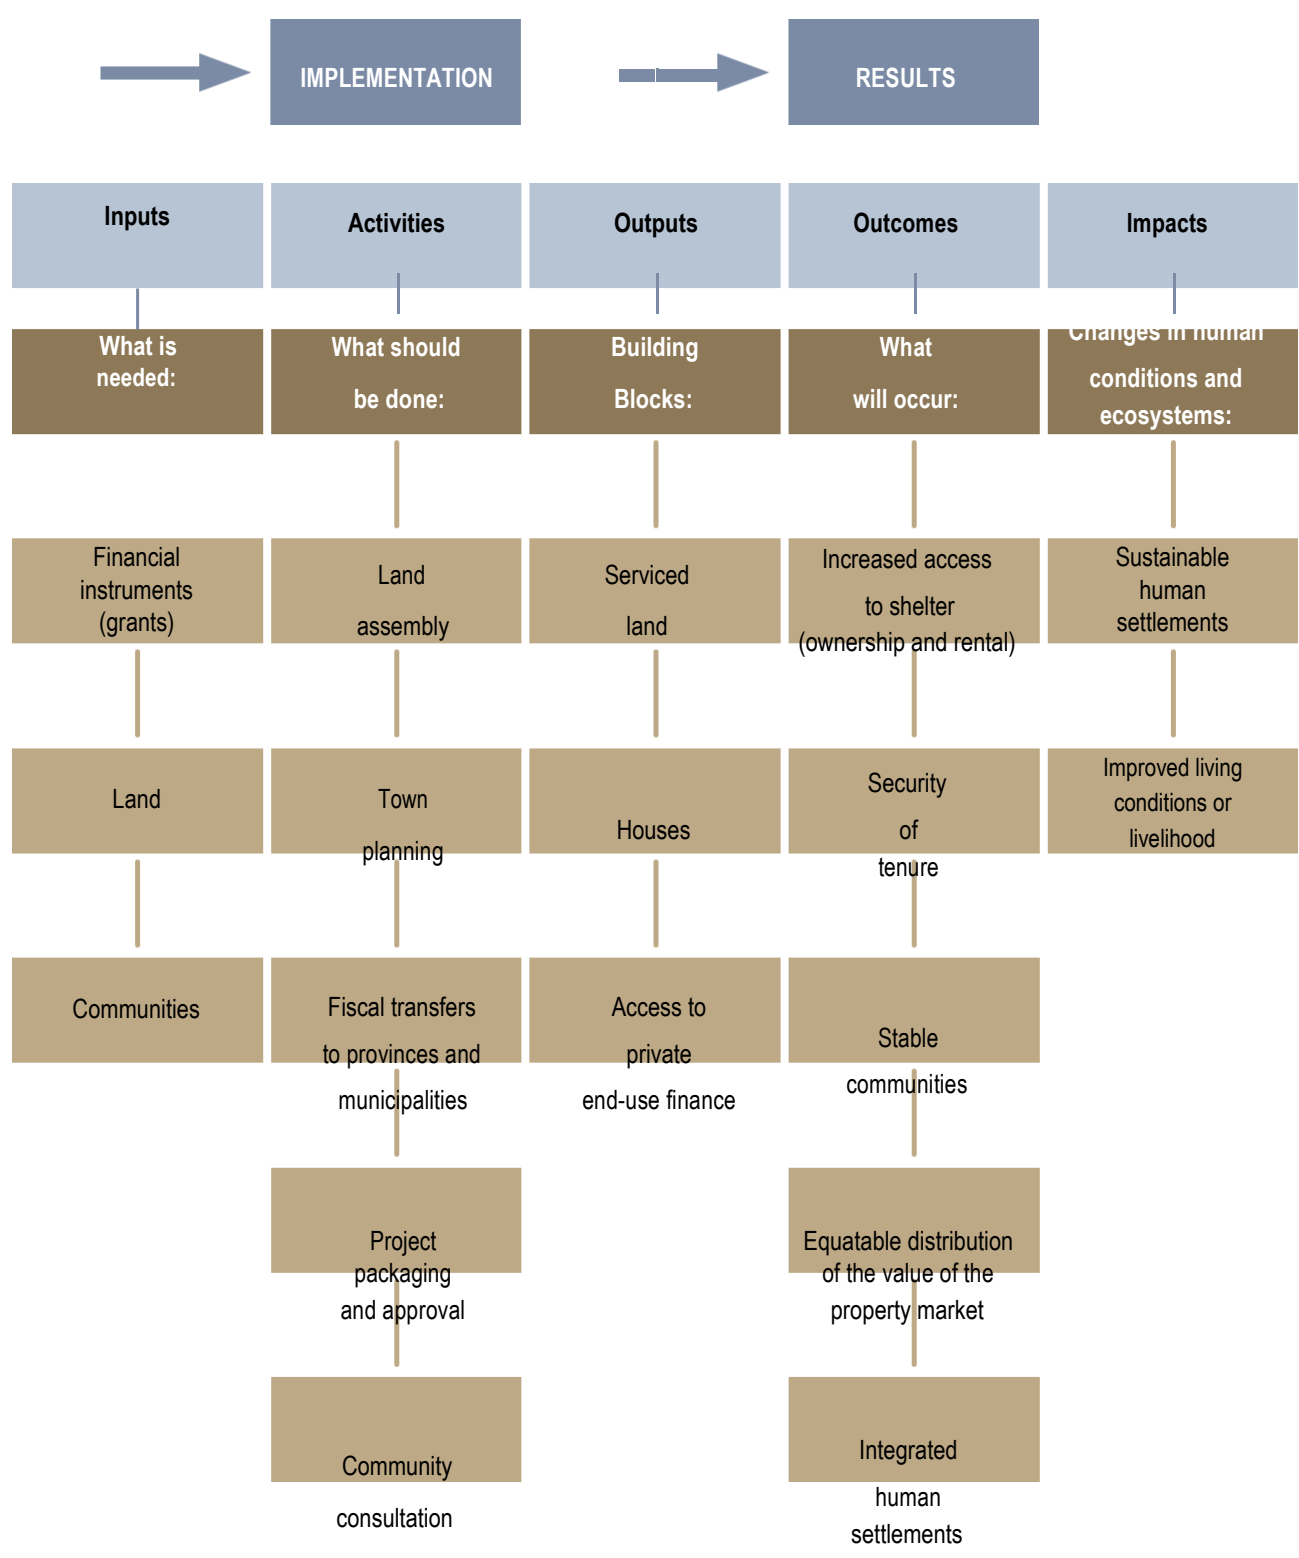 IMPLEMENTATION
RESULTS
Inputs
Activities
Outputs
Outcomes
Impacts
What is
needed:
What should
be done:
Building
Blocks:
What
will occur:
Changes in human
conditions and
ecosystems:
Financial
instruments
(grants)
Land
assembly
Serviced
land
Increased access
to shelter
(ownership and rental)
Sustainable
human
settlements
Land
Town
planning
Houses
Security
of
tenure
Improved living
conditions or
livelihood
Communities
Fiscal transfers
to provinces and
municipalities
Access to
private
end-use finance
Stable
communities
Project
packaging
and approval
Equatable distribution
of the value of the
property market
Community
consultation
Integrated
human
settlements